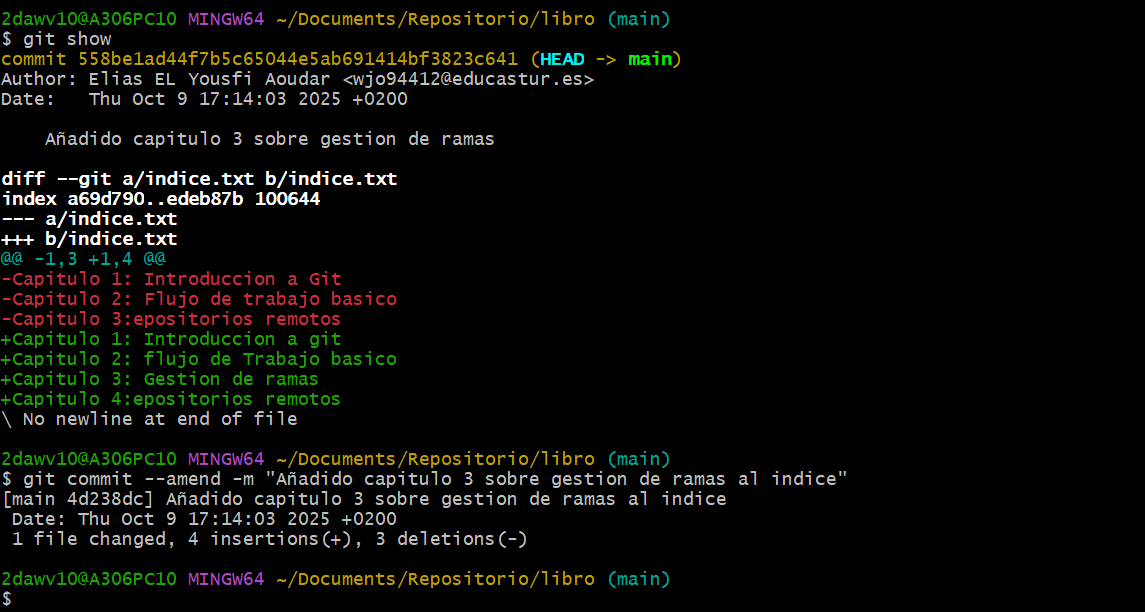 2dawv10@A306PC10 MINGW64 ~/Documents/Repositorio/libro (main)
$ git show
commit 558be1ad44f7b5c65044e5ab691414bf3823c641 (HEAD -> main)
Author: Elias EL Yousfi Aoudar <wjo94412@educastur.es>
Date:   Thu Oct 9 17:14:03 2025 +0200

    Añadido capitulo 3 sobre gestion de ramas

diff --git a/indice.txt b/indice.txt
index a69d790..edeb87b 100644
--- a/indice.txt
+++ b/indice.txt
@@ -1,3 +1,4 @@
-Capitulo 1: Introduccion a Git
-Capitulo 2: Flujo de trabajo basico
-Capitulo 3:epositorios remotos
+Capitulo 1: Introduccion a git
+Capitulo 2: flujo de Trabajo basico
+Capitulo 3: Gestion de ramas
+Capitulo 4:epositorios remotos
\ No newline at end of file

2dawv10@A306PC10 MINGW64 ~/Documents/Repositorio/libro (main)
$ git commit --amend -m "Añadido capitulo 3 sobre gestion de ramas al indice"
[main 4d238dc] Añadido capitulo 3 sobre gestion de ramas al indice
 Date: Thu Oct 9 17:14:03 2025 +0200
 1 file changed, 4 insertions(+), 3 deletions(-)

2dawv10@A306PC10 MINGW64 ~/Documents/Repositorio/libro (main)
$